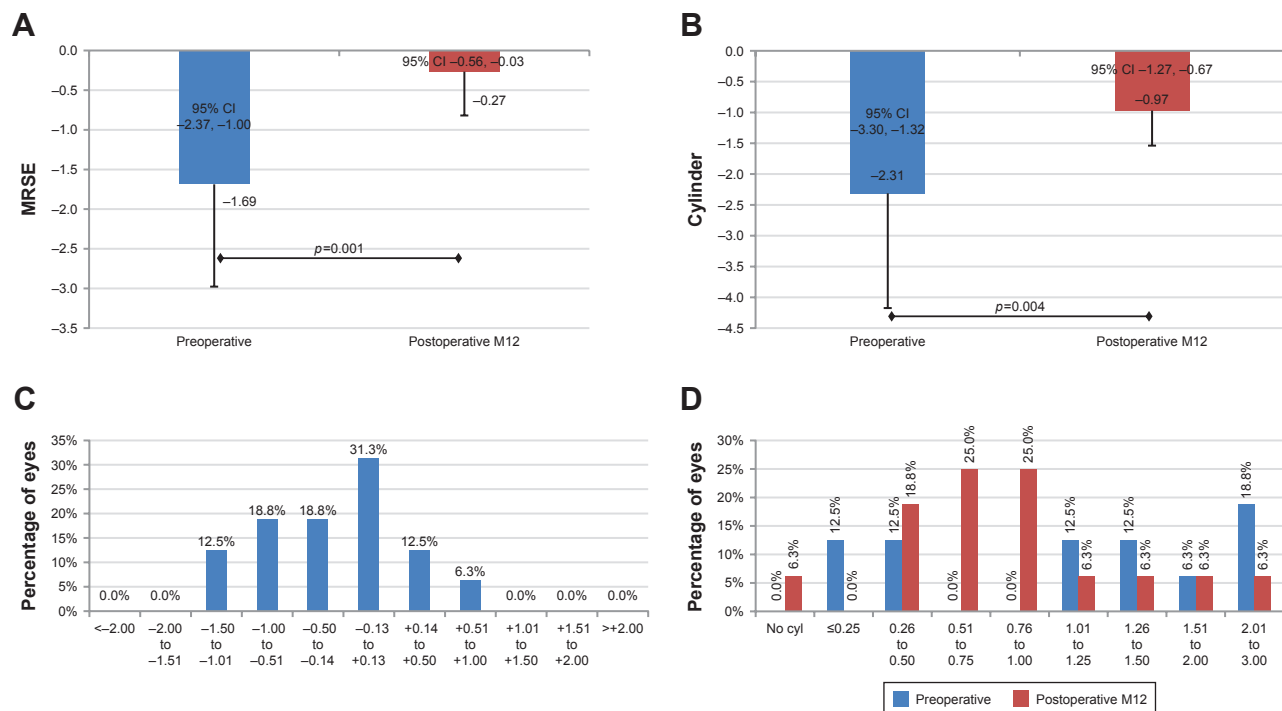 A
MRSE
0.0
–0.5
–1.0
–1.5
–2.0
–2.5
–3.0
–3.5
95% CI
–2.37, –1.00
–1.69
95% CI –0.56, –0.03
–0.27
p=0.001
Preoperative
Postoperative M12
B
Cylinder
0.0
–0.5
–1.0
–1.5
–2.0
–2.5
–3.0
–3.5
–4.0
–4.5
95% CI
–3.30, –1.32
–2.31
95% CI –1.27, –0.67
–0.97
p=0.004
Preoperative
Postoperative M12
C
Percentage of eyes
35%
30%
25%
20%
15%
10%
5%
0%
0.0%
0.0%
12.5%
18.8%
18.8%
31.3%
12.5%
6.3%
0.0%
0.0%
0.0%
<–2.00
–2.00
to
–1.51
–1.50
to
–1.01
–1.00
to
–0.51
–0.50
to
–0.14
–0.13
to
+0.13
+0.14
to
+0.50
+0.51
to
+1.00
+1.01
to
+1.50
+1.51
to
+2.00
>+2.00
D
Percentage of eyes
30%
25%
20%
15%
10%
5%
0%
0.0%
6.3%
12.5%
0.0%
12.5%
18.8%
0.0%
25.0%
0.0%
25.0%
12.5%
6.3%
12.5%
6.3%
6.3%
6.3%
18.8%
6.3%
No cyl
≤0.25
0.26
to
0.50
0.51
to
0.75
0.76
to
1.00
1.01
to
1.25
1.26
to
1.50
1.51
to
2.00
2.01
to
3.00
Preoperative
Postoperative M12